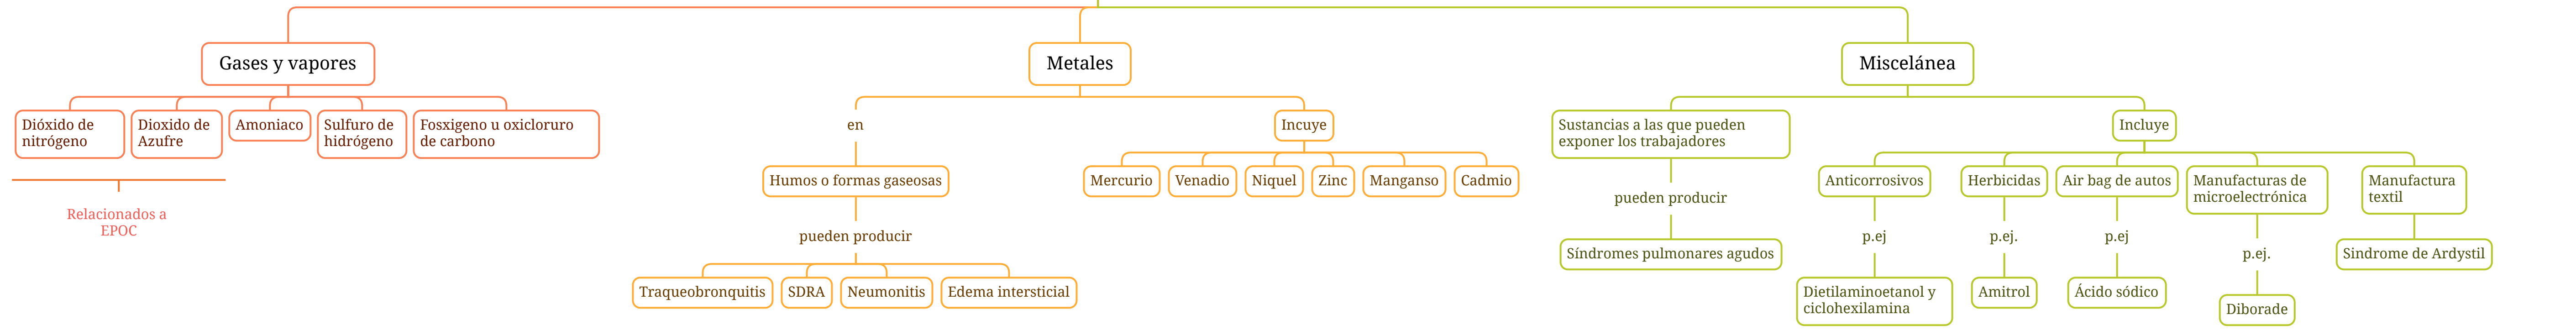 Gases y vapores
Metales
Miscelánea
Dióxido de
nitrógeno
Dioxido de
Azufre
Amoniaco
Sulfuro de
hidrógeno
Fosxigeno u oxicloruro
de carbono
Relacionados a
EPOC
en
Incuye
Humos o formas gaseosas
pueden producir
Traqueobronquitis
SDRA
Neumonitis
Edema intersticial
Mercurio
Venadio
Niquel
Zinc
Manganso
Cadmio
Sustancias a las que pueden
exponer los trabajadores
pueden producir
Síndromes pulmonares agudos
Incluye
Anticorrosivos
p.ej
Dietilaminoetanol y
ciclohexilamina
Herbicidas
p.ej.
Amitrol
Air bag de autos
p.ej
Ácido sódico
Manufacturas de
microelectrónica
p.ej.
Diborade
Manufactura
textil
Sindrome de Ardystil